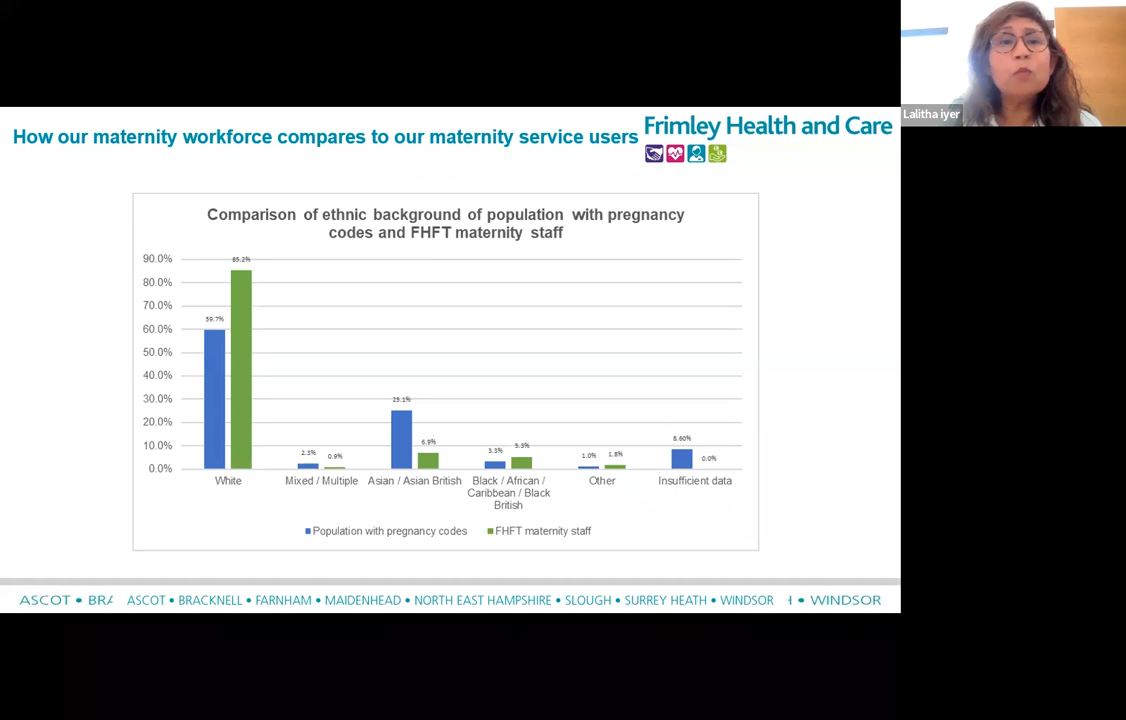 Lalitha iyer
How our maternity workforce compares to our maternity service users
Frimley Health and Care
Comparison of ethnic background of population with pregnancy
codes and FHFT maternity staff
90.0%
80.0%
70.0%
60.0%
50.0%
40.0%
30.0%
20.0%
10.0%
0.0%
59.7%
85.2%
2.3%
0.9%
25.1%
6.9%
3.3%
5.3%
1.0%
1.8%
8.60%
0.0%
White
Mixed / Multiple
Asian / Asian British
Black / African /
Caribbean / Black
British
Other
Insufficient data
Population with pregnancy codes
FHFT maternity staff
ASCOT • BRA ASCOT • BRACKNELL • FARNHAM • MAIDENHEAD • NORTH EAST HAMPSHIRE • SLOUGH • SURREY HEATH • WINDSOR H • WINDSOR